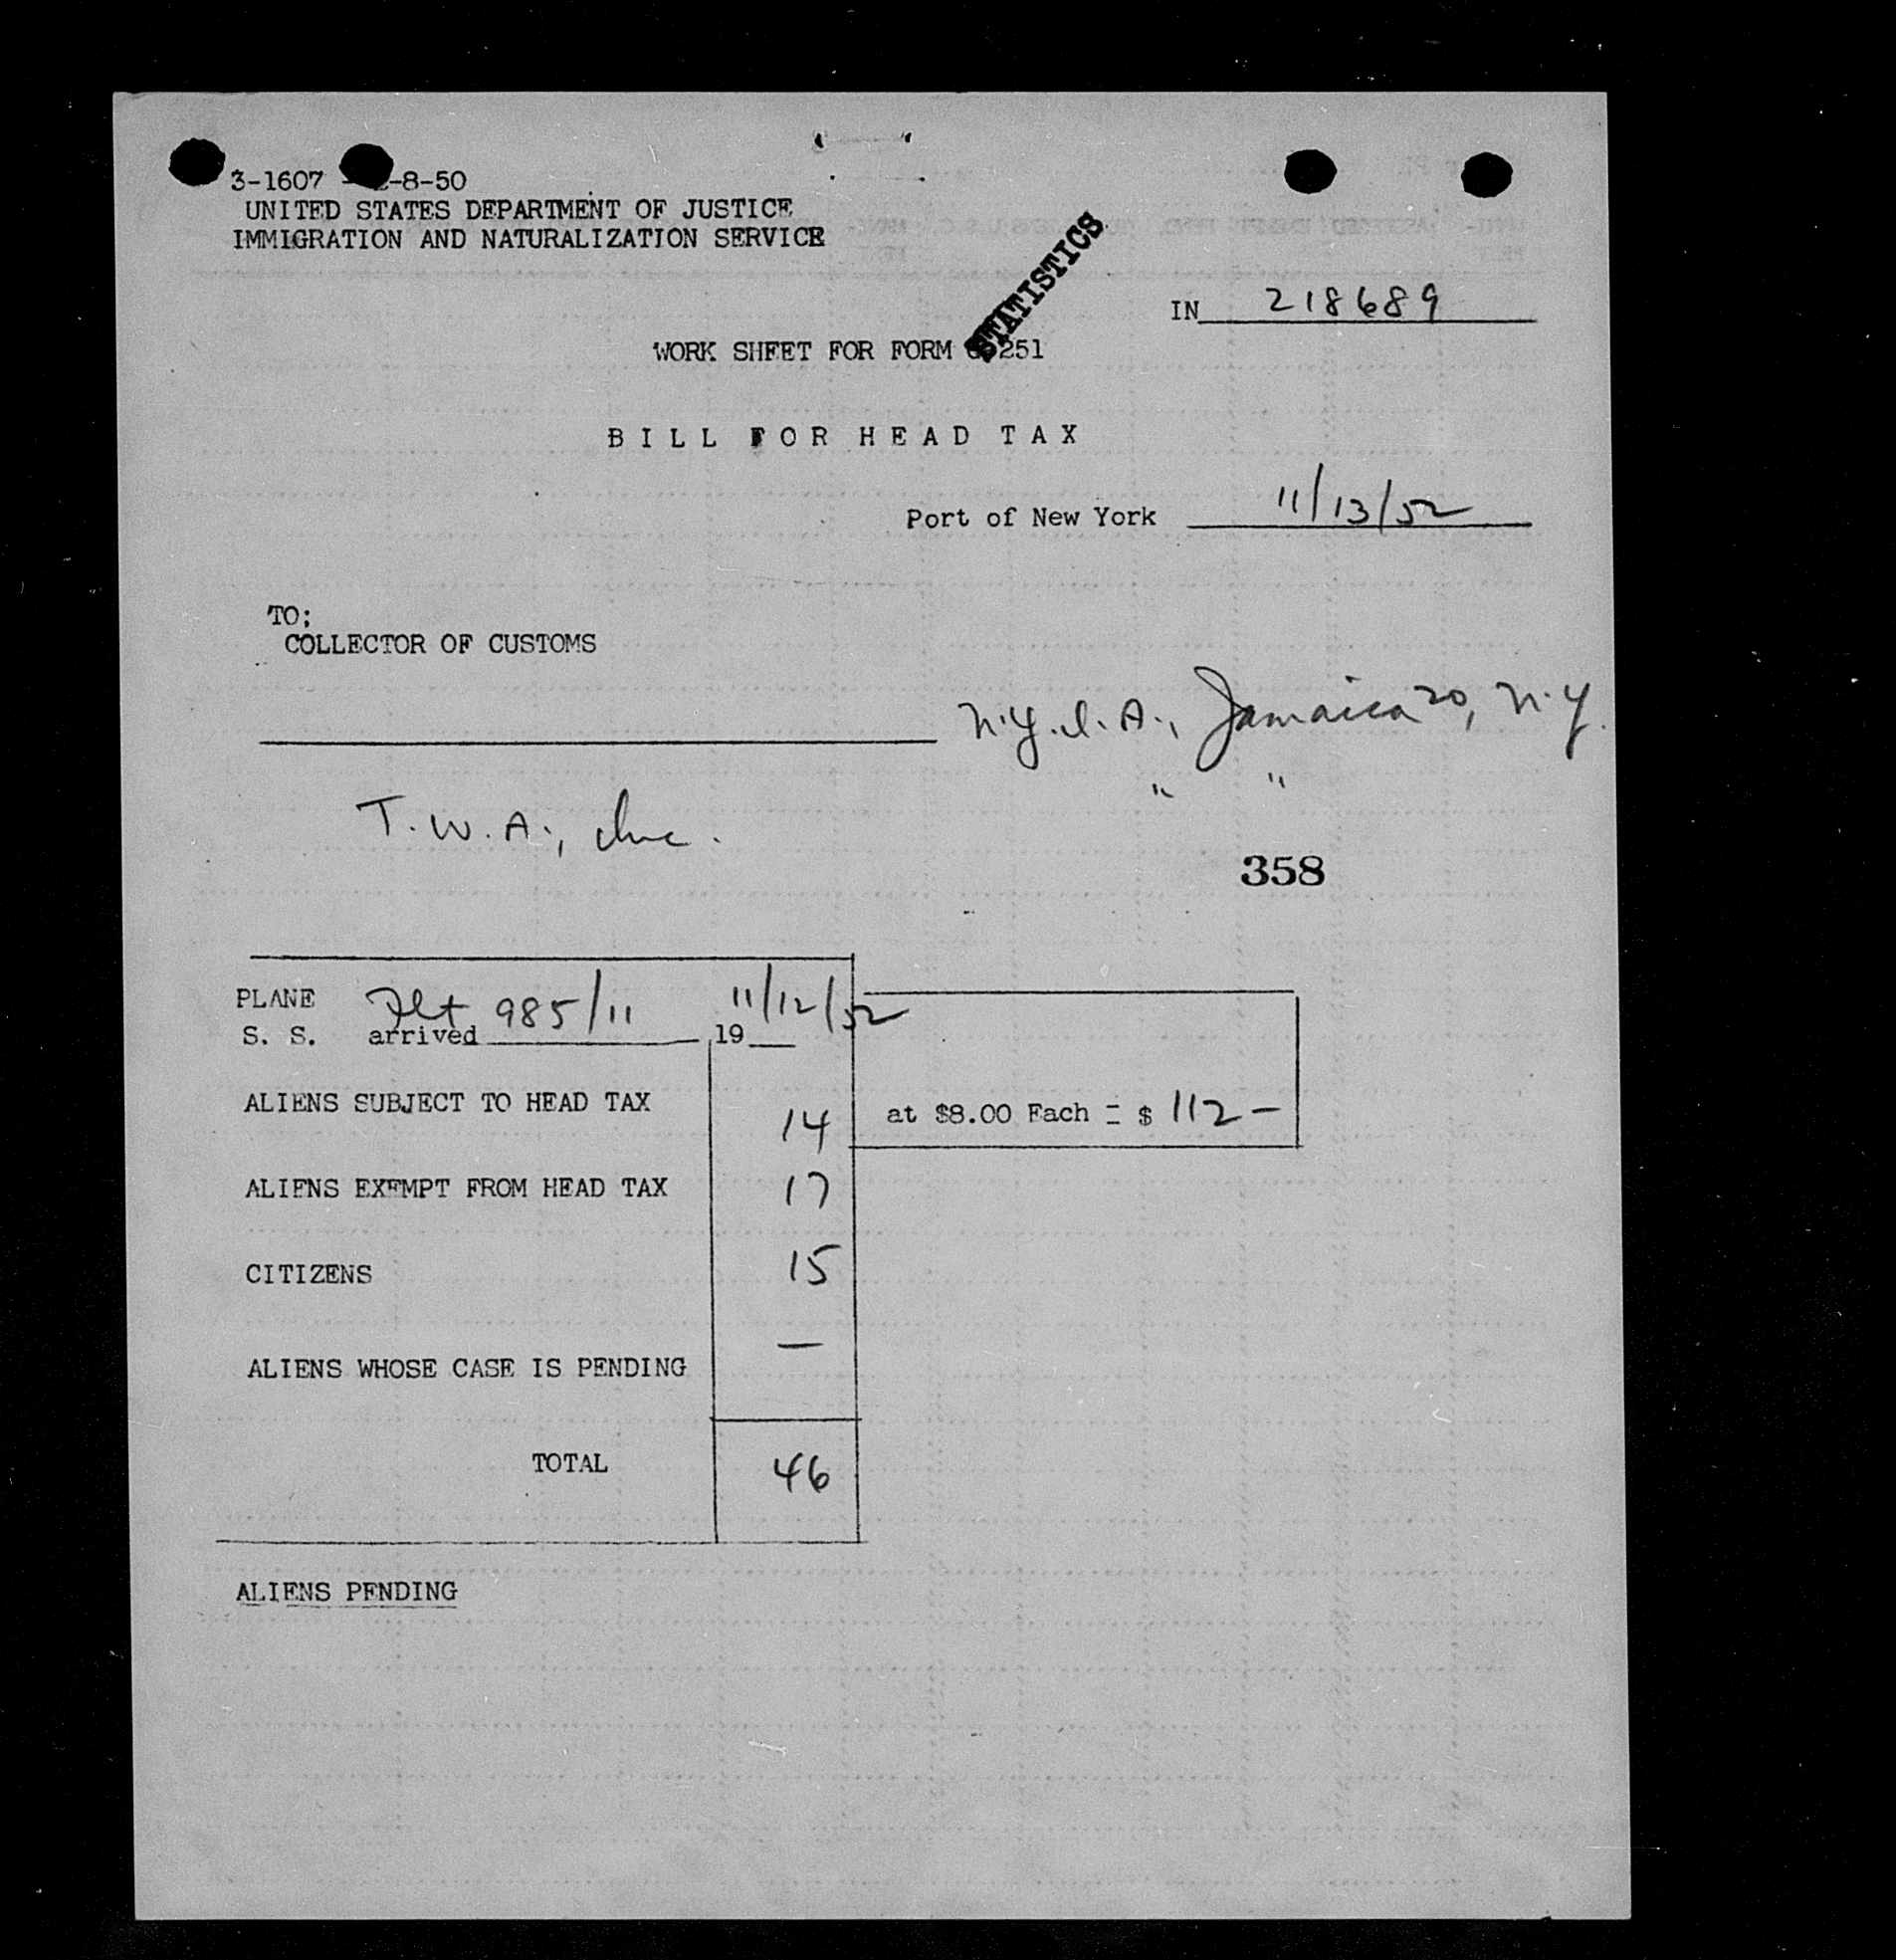 3-1607 - -8-50
UNITED STATES DEPARTMENT OF JUSTICE
IMMIGRATION AND NATURALIZATION SERVICE
STATISTICS
IN 218689
WORK SHEET FOR FORM 251
BILL FOR HEAD TAX
Port of New York 11/13/52
TO:
COLLECTOR OF CUSTOMS
N.Y.I.A., Jamaica 20, N.Y.
" "
T.W.A., Inc.
358
PLANE Flt 985/11 11/12/52
S. S. arrived , 19
ALIENS SUBJECT TO HEAD TAX 14 at $8.00 Each = $ 112 —
ALIENS EXEMPT FROM HEAD TAX 17
CITIZENS 15
ALIENS WHOSE CASE IS PENDING —
TOTAL 46
ALIENS PENDING